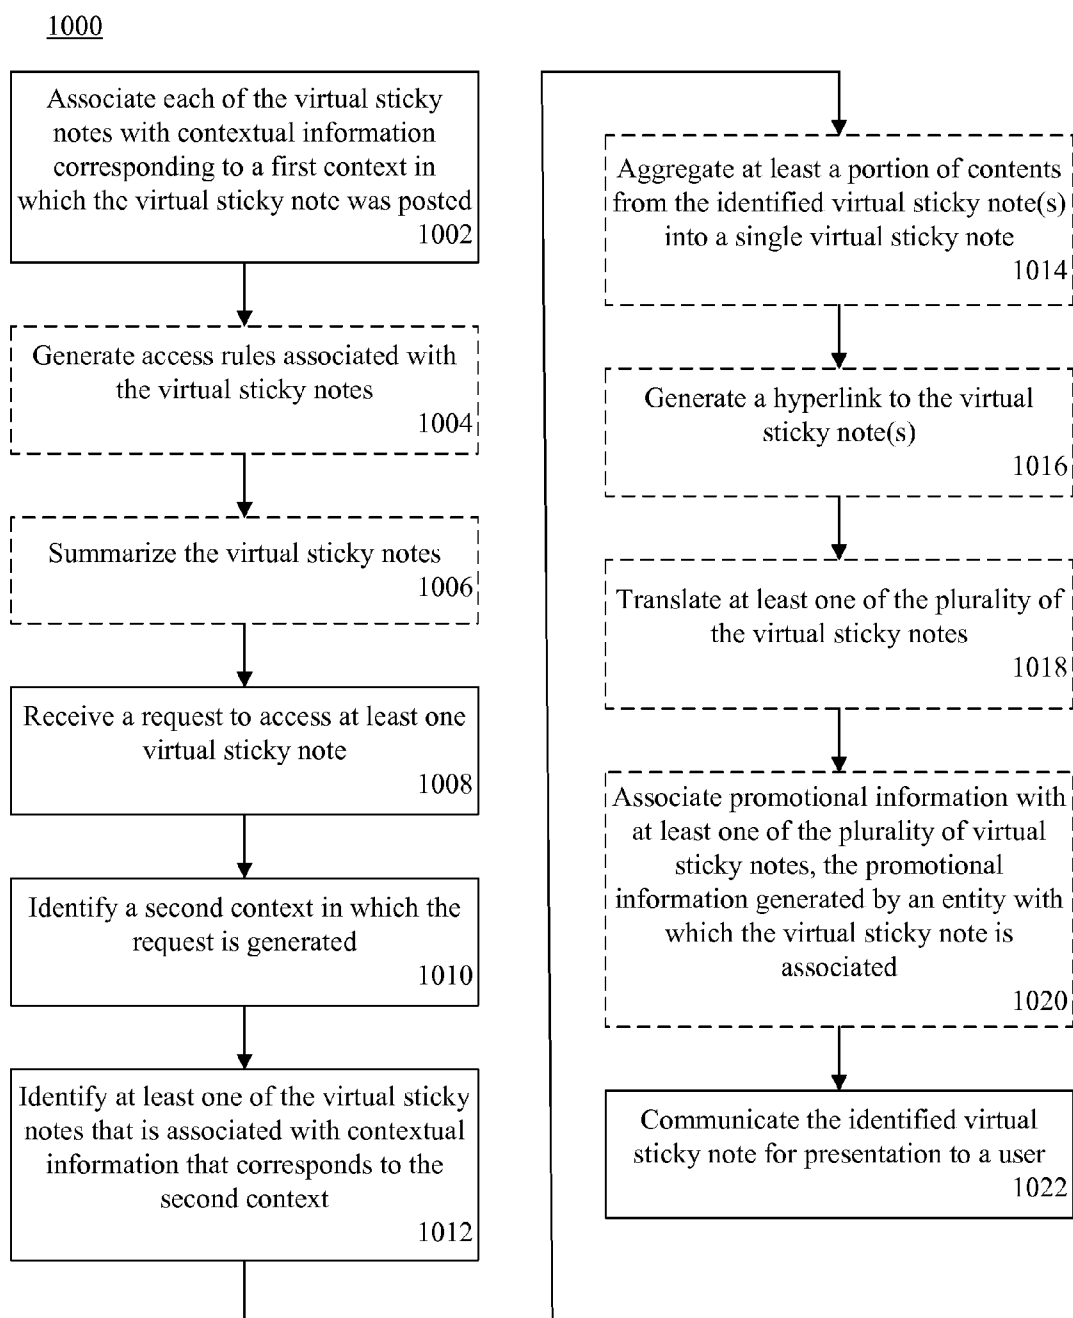 1000
Associate each of the virtual sticky
notes with contextual information
corresponding to a first context in
which the virtual sticky note was posted
1002
Generate access rules associated with
the virtual sticky notes
1004
Summarize the virtual sticky notes
1006
Receive a request to access at least one
virtual sticky note
1008
Identify a second context in which the
request is generated
1010
Identify at least one of the virtual sticky
notes that is associated with contextual
information that corresponds to the
second context
1012
Aggregate at least a portion of contents
from the identified virtual sticky note(s)
into a single virtual sticky note
1014
Generate a hyperlink to the virtual
sticky note(s)
1016
Translate at least one of the plurality of
the virtual sticky notes
1018
Associate promotional information with
at least one of the plurality of virtual
sticky notes, the promotional
information generated by an entity with
which the virtual sticky note is
associated
1020
Communicate the identified virtual
sticky note for presentation to a user
1022